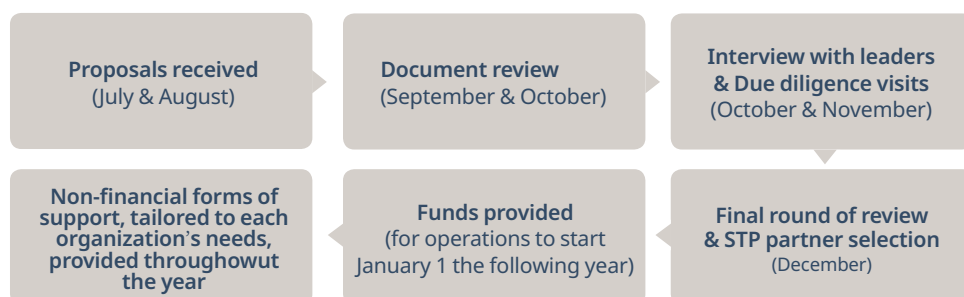 Proposals received
(July & August)
Document review
(September & October)
Interview with leaders
& Due diligence visits
(October & November)
Final round of review
& STP partner selection
(December)
Funds provided
(for operations to start
January 1 the following year)
Non-financial forms of
support, tailored to each
organization's needs,
provided throughowut
the year